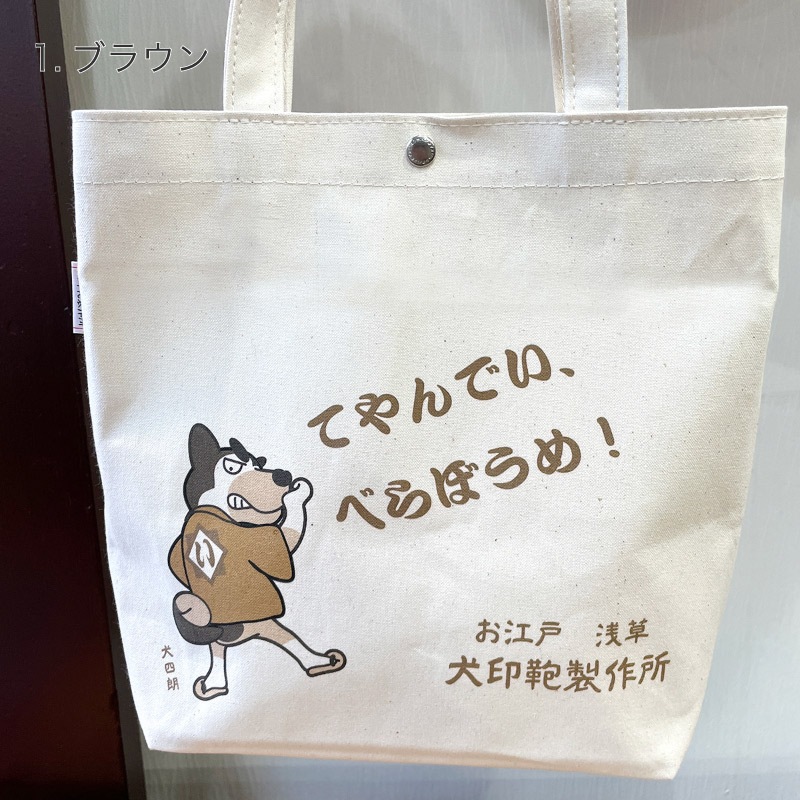 1. ブラウン
てやんでい、
べらぼうめ！
い
犬四朗
お江戸 浅草
犬印鞄製作所